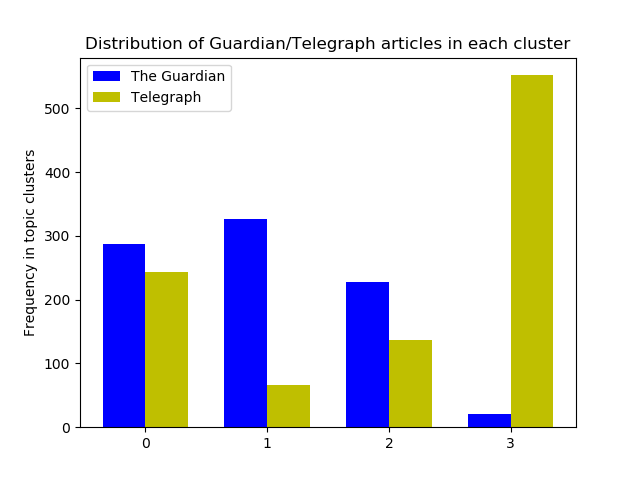 Distribution of Guardian/Telegraph articles in each cluster
The Guardian
Telegraph
Frequency in topic clusters
500
400
300
200
100
0
0 1 2 3